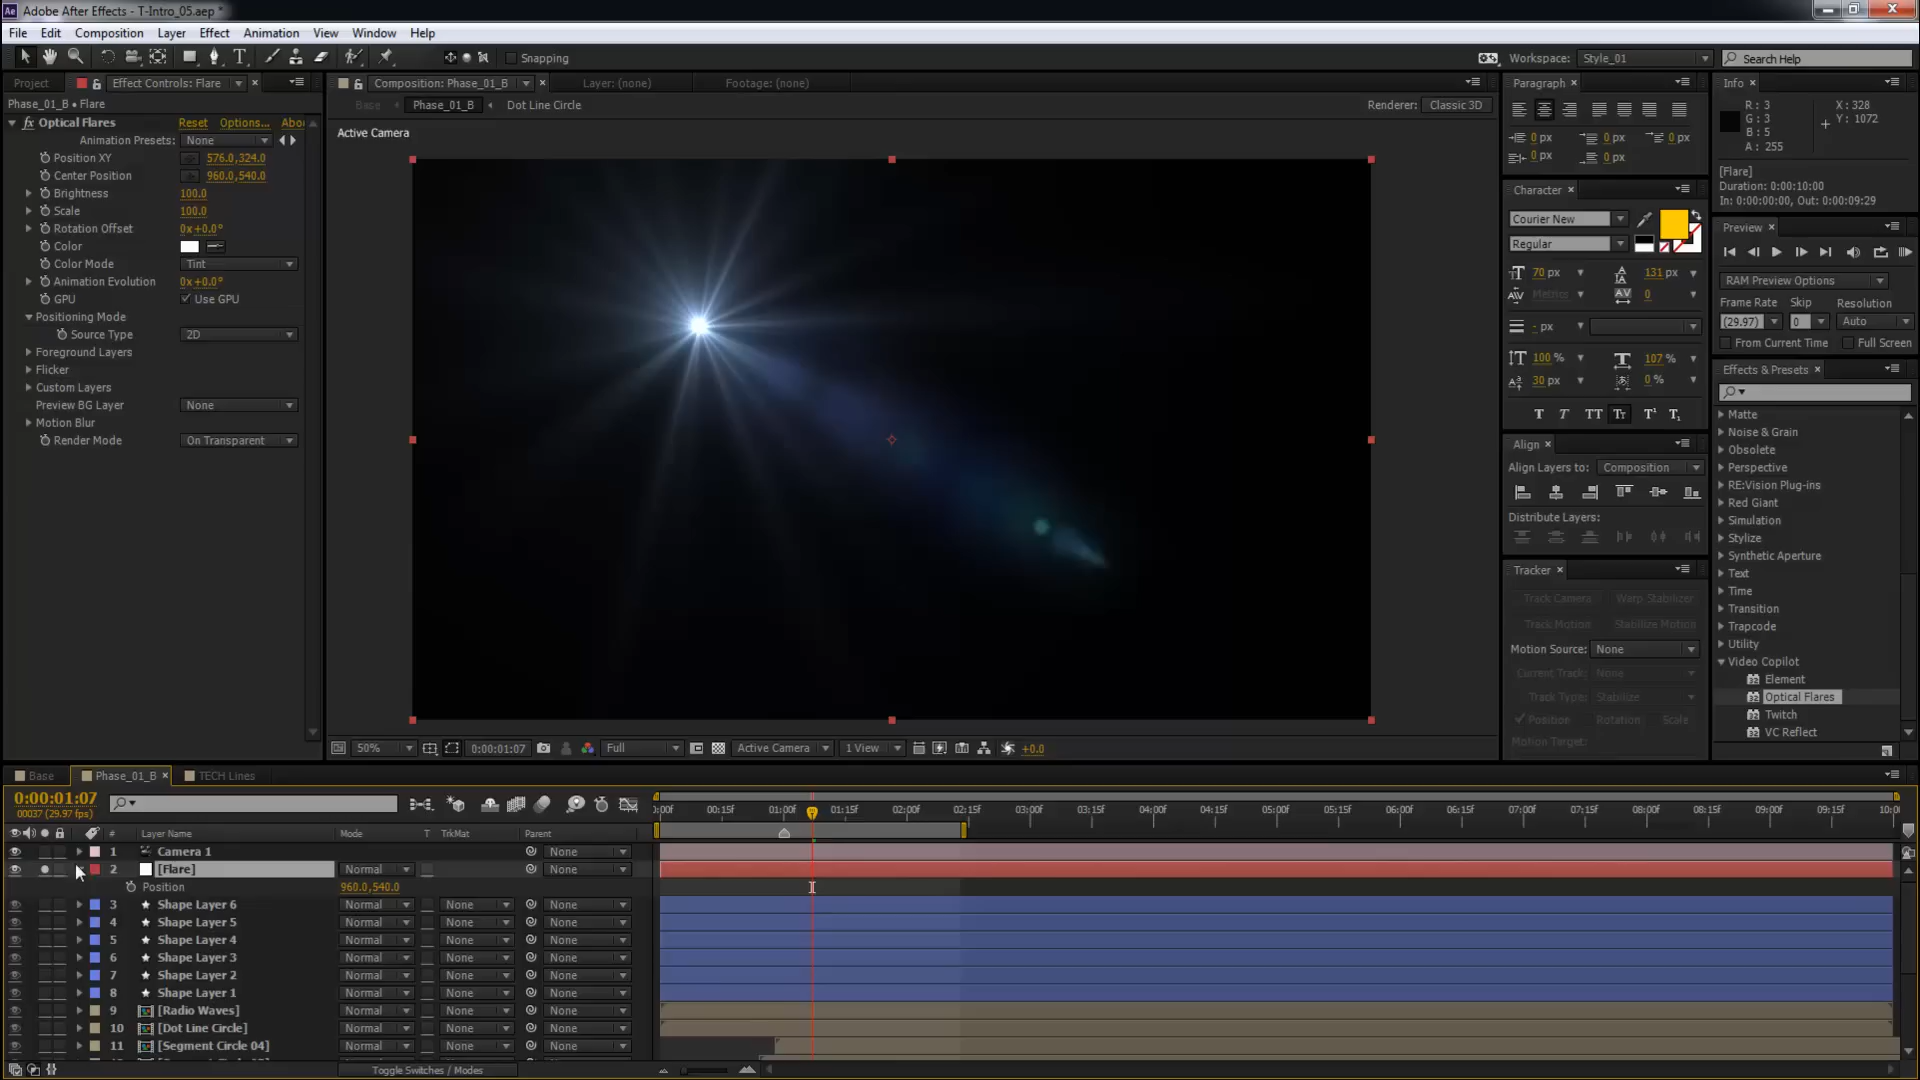 Adobe After Effects - T-Intro_05.aep *
File Edit Composition Layer Effect Animation View Window Help
Snapping
Workspace: Style_01
Search Help
Project
Effect Controls: Flare
Phase_01_B • Flare
fx Optical Flares Reset Options... Abou
Animation Presets: None
Position XY 576.0,324.0
Center Position 960.0,540.0
Brightness 100.0
Scale 100.0
Rotation Offset 0x+0.0°
Color
Color Mode Tint
Animation Evolution 0x+0.0°
GPU Use GPU
Positioning Mode
Source Type 2D
Foreground Layers
Flicker
Custom Layers
Preview BG Layer None
Motion Blur
Render Mode On Transparent
Composition: Phase_01_B
Layer: (none)
Footage: (none)
Base Phase_01_B Dot Line Circle
Renderer: Classic 3D
Active Camera
50% 0:00:01:07 Full Active Camera 1 View +0.0
Paragraph
0 px 0 px 0 px
0 px 0 px
Character
Courier New
Regular
70 px 131 px
Metrics 0
- px
100 % 107 %
30 px 0 %
T T TT Tt T¹ T₁
Align
Align Layers to: Composition
Distribute Layers:
Tracker
Track Camera Warp Stabilizer
Track Motion Stabilize Motion
Motion Source: None
Current Track: None
Track Type: Stabilize
Position Rotation Scale
Motion Target:
Info
R: 3 X: 328
G: 3 Y: 1072
B: 5
A: 255
[Flare]
Duration: 0:00:10:00
In: 0:00:00:00, Out: 0:00:09:29
Preview
RAM Preview Options
Frame Rate Skip Resolution
(29.97) 0 Auto
From Current Time Full Screen
Effects & Presets
Matte
Noise & Grain
Obsolete
Perspective
RE:Vision Plug-ins
Red Giant
Simulation
Stylize
Synthetic Aperture
Text
Time
Transition
Trapcode
Utility
Video Copilot
Element
Optical Flares
Twitch
VC Reflect
Base Phase_01_B TECH Lines
0:00:01:07
00037 (29.97 fps)
:00f 00:15f 01:00f 01:15f 02:00f 02:15f 03:00f 03:15f 04:00f 04:15f 05:00f 05:15f 06:00f 06:15f 07:00f 07:15f 08:00f 08:15f 09:00f 09:15f 10:0
# Layer Name Mode T TrkMat Parent
1 Camera 1 None
2 [Flare] Normal None
Position 960.0,540.0
3 Shape Layer 6 Normal None None
4 Shape Layer 5 Normal None None
5 Shape Layer 4 Normal None None
6 Shape Layer 3 Normal None None
7 Shape Layer 2 Normal None None
8 Shape Layer 1 Normal None None
9 [Radio Waves] Normal None None
10 [Dot Line Circle] Normal None None
11 [Segment Circle 04] Normal None None
Toggle Switches / Modes